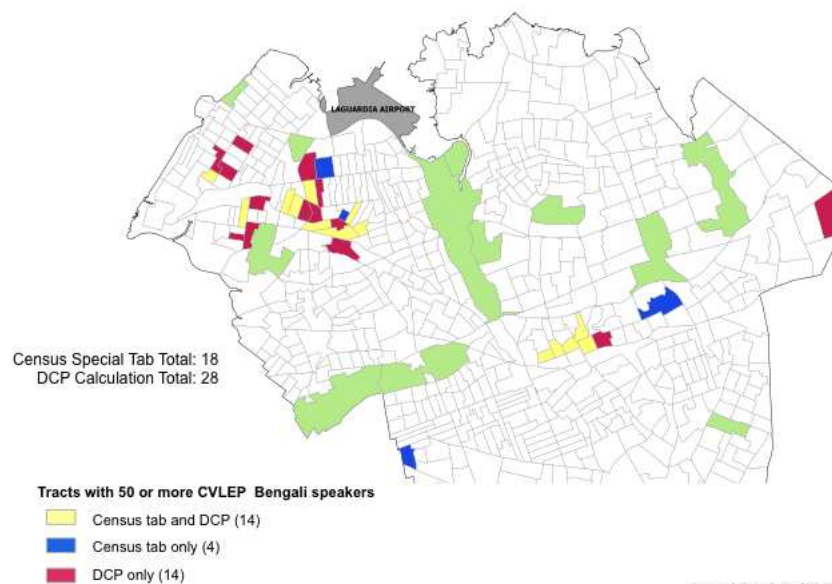 LAGUARDIA AIRPORT
Census Special Tab Total: 18
DCP Calculation Total: 28
Tracts with 50 or more CVLEP Bengali speakers
Census tab and DCP (14)
Census tab only (4)
DCP only (14)